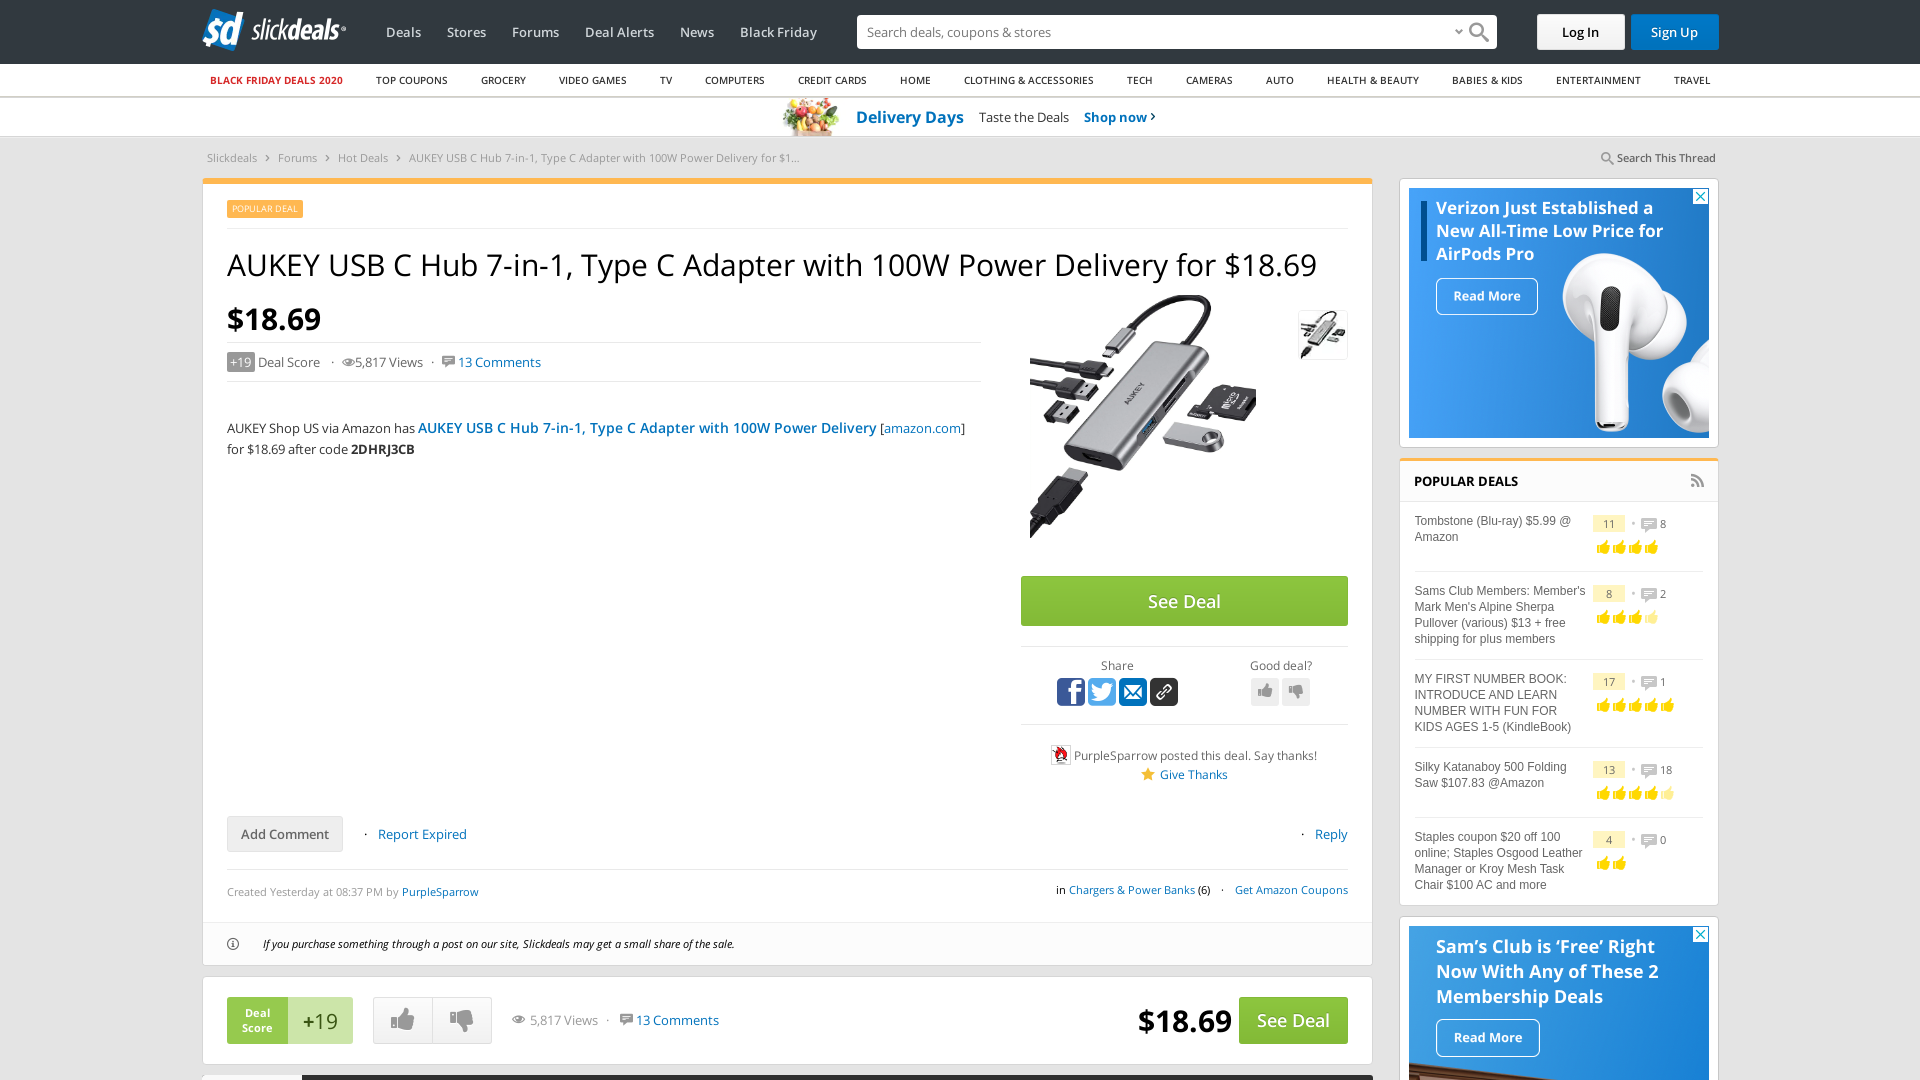 sd slickdeals
Deals Stores Forums Deal Alerts News Black Friday
Search deals, coupons & shops
Log In
Sign Up
BLACK FRIDAY DEALS 2020 TOP COUPONS GROCERY VIDEO GAMES TV COMPUTERS CREDIT CARDS HOME CLOTHING & ACCESSORIES TECH CAMERAS AUTO HEALTH & BEAUTY BABIES & KIDS ENTERTAINMENT TRAVEL
Delivery Days Taste the Deals Shop now ›
Slickdeals › Forums › Hot Deals › AUKEY USB C Hub 7-in-1, Type C Adapter with 100W Power Delivery for $1...
Search This Thread
POPULAR DEAL
AUKEY USB C Hub 7-in-1, Type C Adapter with 100W Power Delivery for $18.69
$18.69
+19 Deal Score · 5,817 Views · 13 Comments
AUKEY Shop US via Amazon has AUKEY USB C Hub 7-in-1, Type C Adapter with 100W Power Delivery [amazon.com]
for $18.69 after code 2DHRJ3CB
AUKEY
micro
See Deal
Share
Good deal?
PurpleSparrow posted this deal. Say thanks!
Give Thanks
Add Comment · Report Expired
· Reply
Created Yesterday at 08:37 PM by PurpleSparrow
in Chargers & Power Banks (6) · Get Amazon Coupons
If you purchase something through a post on our site, Slickdeals may get a small share of the sale.
Deal
Score
+19
5,817 Views · 13 Comments
$18.69
See Deal
Verizon Just Established a
New All-Time Low Price for
AirPods Pro
Read More
POPULAR DEALS
Tombstone (Blu-ray) $5.99 @
Amazon
11 · 8
Sams Club Members: Member's
Mark Men's Alpine Sherpa
Pullover (various) $13 + free
shipping for plus members
8 · 2
MY FIRST NUMBER BOOK:
INTRODUCE AND LEARN
NUMBER WITH FUN FOR
KIDS AGES 1-5 (KindleBook)
17 · 1
Silky Katanaboy 500 Folding
Saw $107.83 @Amazon
13 · 18
Staples coupon $20 off 100
online; Staples Osgood Leather
Manager or Kroy Mesh Task
Chair $100 AC and more
4 · 0
Sam’s Club is ‘Free’ Right
Now With Any of These 2
Membership Deals
Read More